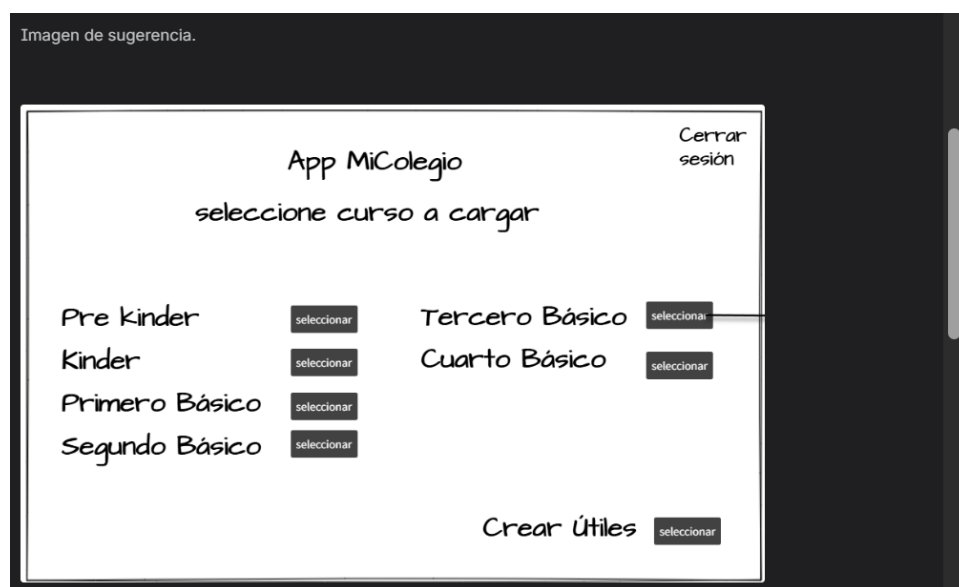 Imagen de sugerencia.
Cerrar
sesión
App MiColegio
seleccione curso a cargar
Pre kinder seleccionar
Kinder seleccionar
Primero Básico seleccionar
Segundo Básico seleccionar
Tercero Básico seleccionar
Cuarto Básico seleccionar
Crear Útiles seleccionar